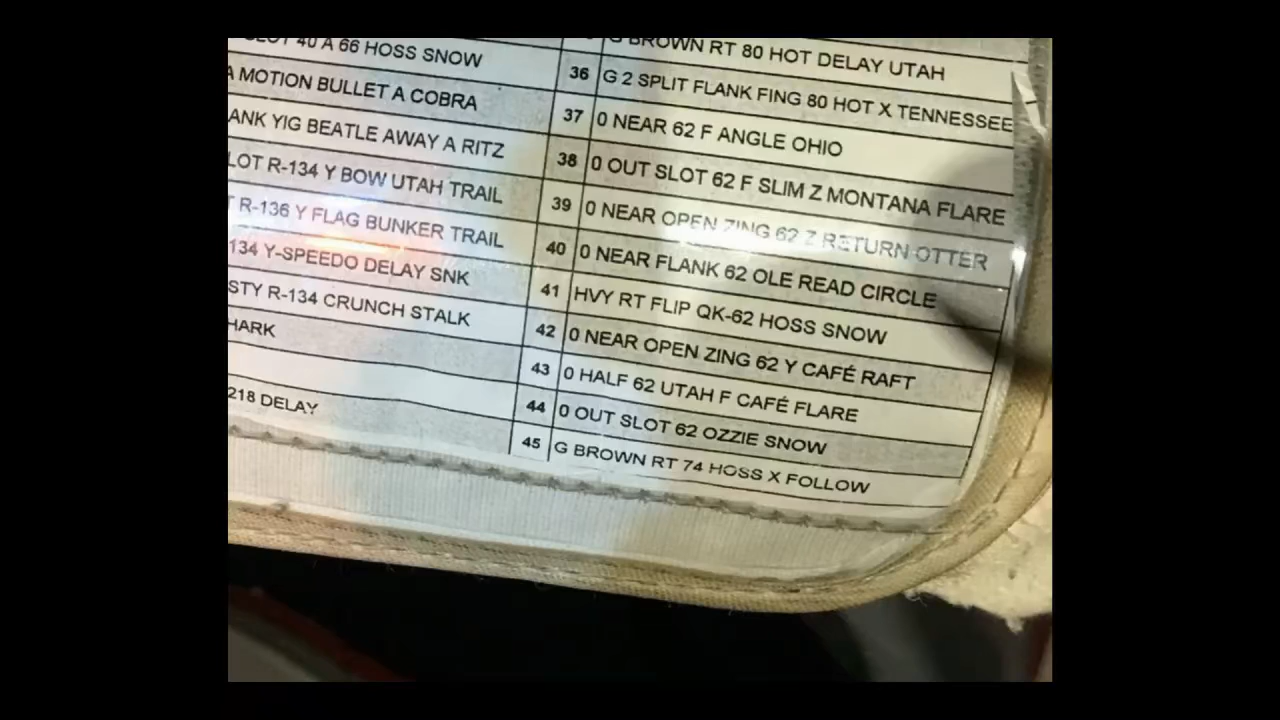 SLOT 40 A 66 HOSS SNOW
A MOTION BULLET A COBRA
ANK YIG BEATLE AWAY A RITZ
LOT R-134 Y BOW UTAH TRAIL
T R-136 Y FLAG BUNKER TRAIL
134 Y-SPEEDO DELAY SNK
STY R-134 CRUNCH STALK
HARK
218 DELAY
G BROWN RT 80 HOT DELAY UTAH
36 G 2 SPLIT FLANK FING 80 HOT X TENNESSEE
37 0 NEAR 62 F ANGLE OHIO
38 0 OUT SLOT 62 F SLIM Z MONTANA FLARE
39 0 NEAR OPEN ZING 62 Z RETURN OTTER
40 0 NEAR FLANK 62 OLE READ CIRCLE
41 HVY RT FLIP QK-62 HOSS SNOW
42 0 NEAR OPEN ZING 62 Y CAFÉ RAFT
43 0 HALF 62 UTAH F CAFÉ FLARE
44 0 OUT SLOT 62 OZZIE SNOW
45 G BROWN RT 74 HOSS X FOLLOW